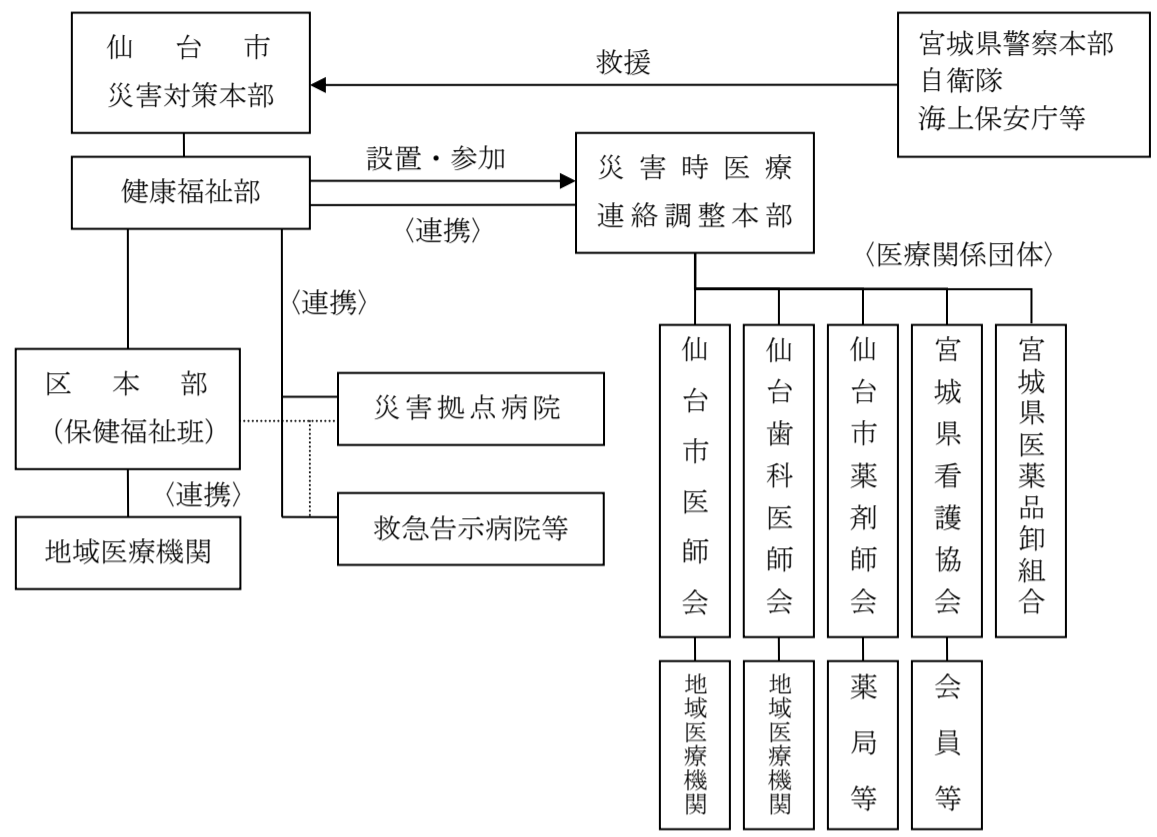 仙台市
災害対策本部
救援
宮城県警察本部
自衛隊
海上保安庁等
健康福祉部
設置・参加
〈連携〉
災害時医療
連絡調整本部
〈医療関係団体〉
〈連携〉
区本部
（保健福祉班）
災害拠点病院
〈連携〉
救急告示病院等
地域医療機関
仙台市医師会
仙台歯科医師会
仙台市薬剤師会
宮城県看護協会
宮城県医薬品卸組合
地域医療機関
地域医療機関
薬局等
会員等